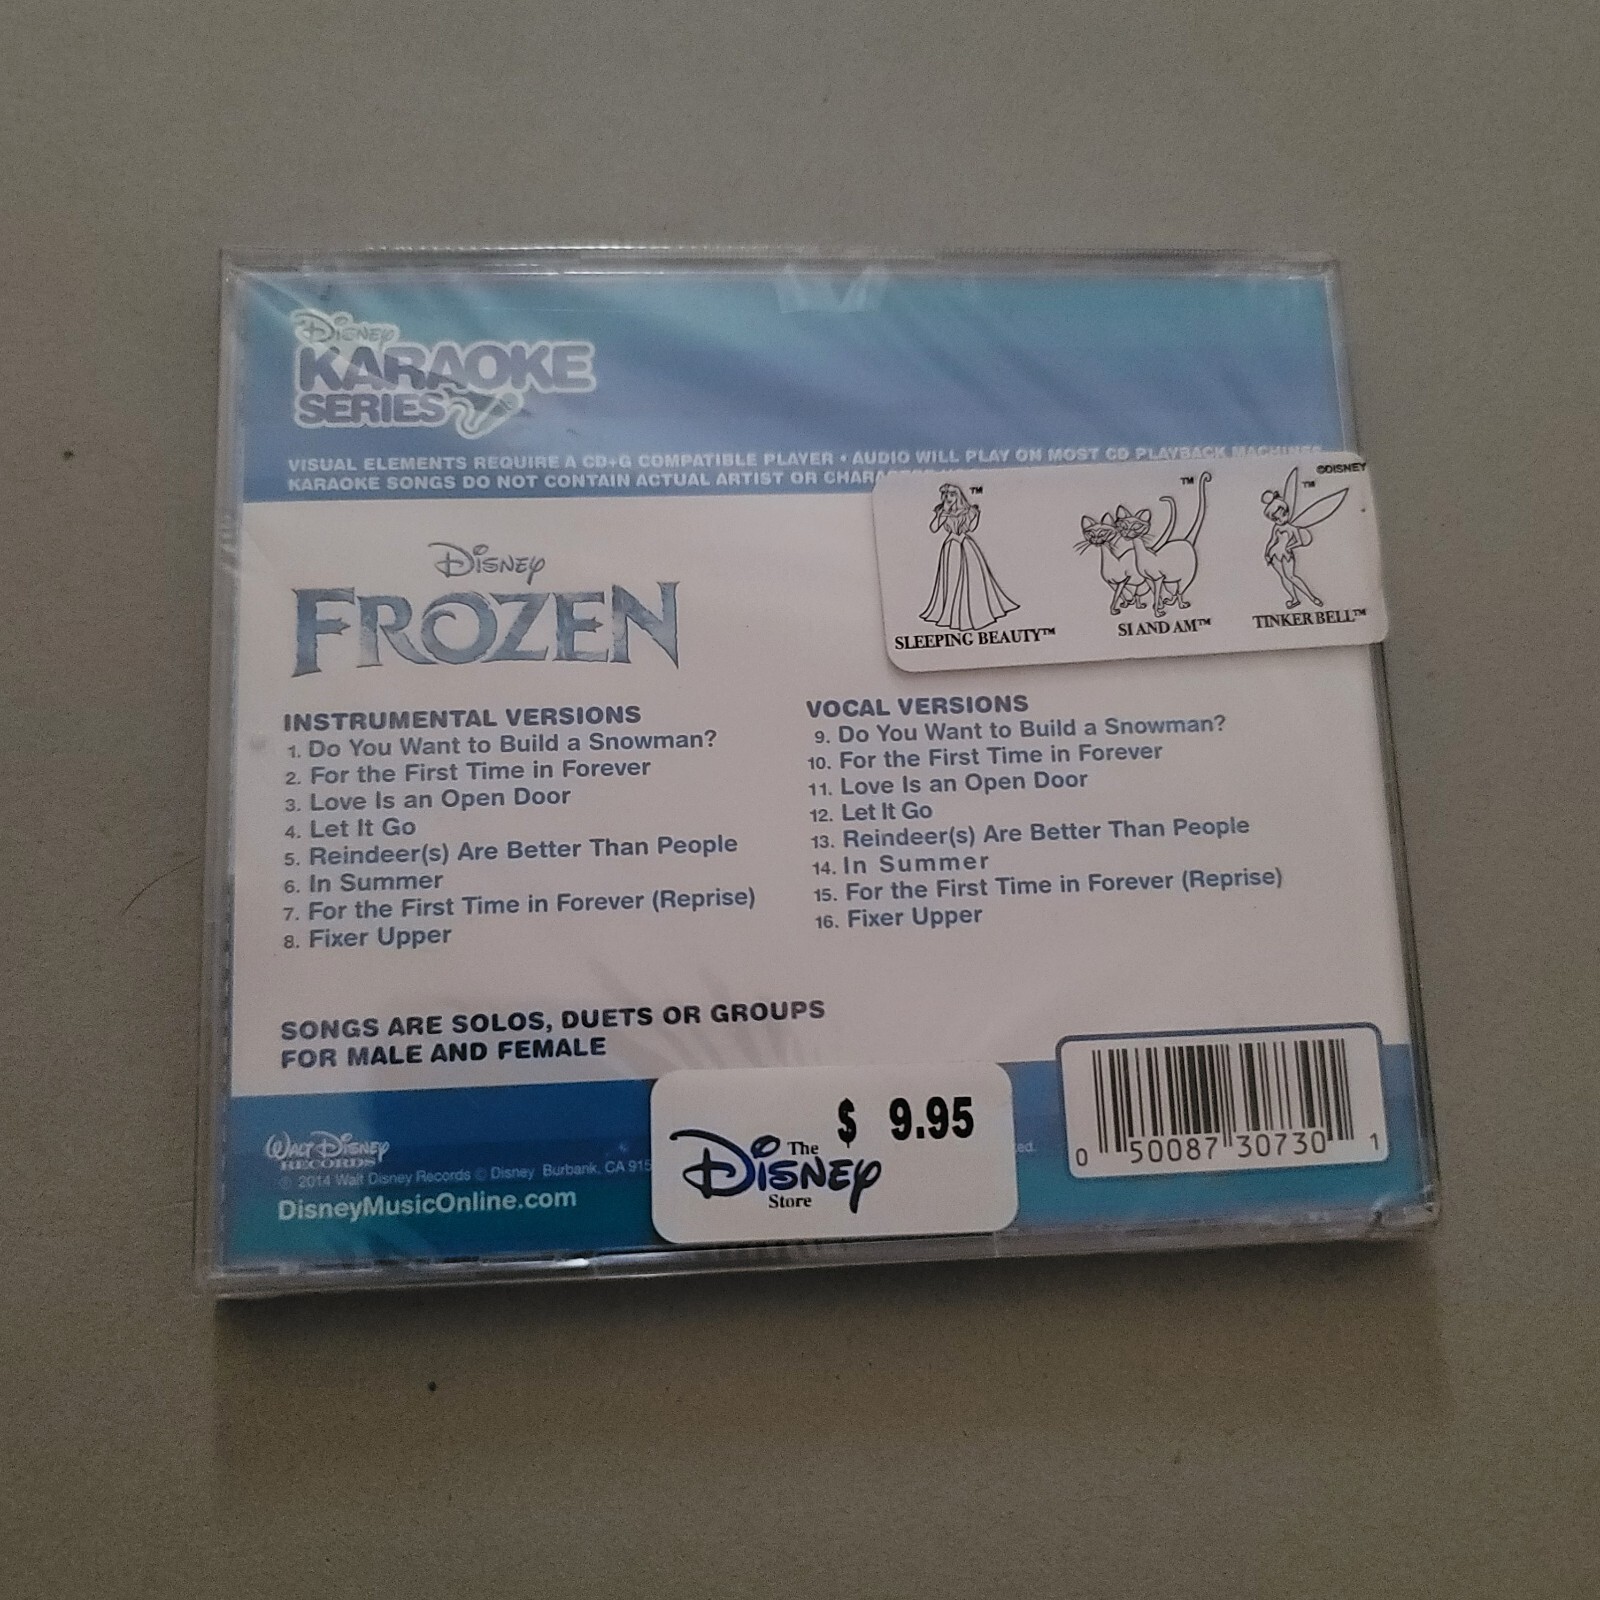 Disney
KARAOKE
SERIES
VISUAL ELEMENTS REQUIRE A CD+G COMPATIBLE PLAYER • AUDIO WILL PLAY ON MOST CD PLAYBACK MACHINES
KARAOKE SONGS DO NOT CONTAIN ACTUAL ARTIST OR
©DISNEY
TM
TM
TM
SLEEPING BEAUTY™
SI AND AM™
TINKER BELL™
Disney
FROZEN
INSTRUMENTAL VERSIONS
1. Do You Want to Build a Snowman?
2. For the First Time in Forever
3. Love Is an Open Door
4. Let It Go
5. Reindeer(s) Are Better Than People
6. In Summer
7. For the First Time in Forever (Reprise)
8. Fixer Upper
VOCAL VERSIONS
9. Do You Want to Build a Snowman?
10. For the First Time in Forever
11. Love Is an Open Door
12. Let It Go
13. Reindeer(s) Are Better Than People
14. In Summer
15. For the First Time in Forever (Reprise)
16. Fixer Upper
SONGS ARE SOLOS, DUETS OR GROUPS
FOR MALE AND FEMALE
Walt Disney
RECORDS
℗ 2014 Walt Disney Records © Disney Burbank, CA 915
DisneyMusicOnline.com
$ 9.95
The
Disney
Store
0 50087 30730 1